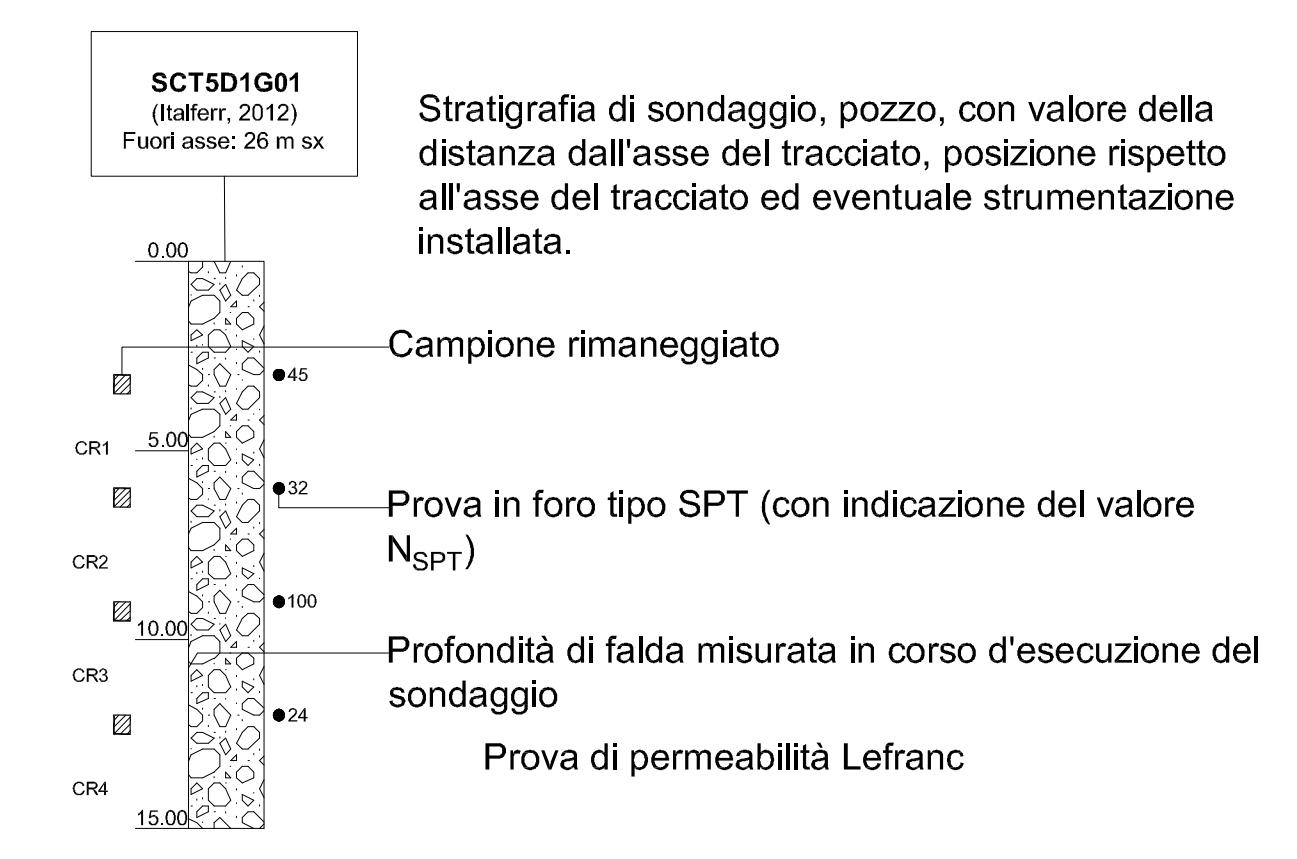 SCT5D1G01
(Italferr, 2012)
Fuori asse: 26 m sx
Stratigrafia di sondaggio, pozzo, con valore della
distanza dall'asse del tracciato, posizione rispetto
all'asse del tracciato ed eventuale strumentazione
installata.
0.00
Campione rimaneggiato
45
CR1
5.00
32
Prova in foro tipo SPT (con indicazione del valore
NSPT)
CR2
100
10.00
Profondità di falda misurata in corso d'esecuzione del
sondaggio
CR3
24
Prova di permeabilità Lefranc
CR4
15.00